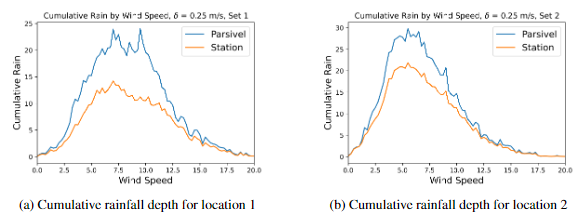 Cumulative Rain by Wind Speed, δ = 0.25 m/s, Set 1
Parsivel
Station
Cumulative Rain
25
20
15
10
5
0
0.0 2.5 5.0 7.5 10.0 12.5 15.0 17.5 20.0
Wind Speed
(a) Cumulative rainfall depth for location 1
Cumulative Rain by Wind Speed, δ = 0.25 m/s, Set 2
Parsivel
Station
Cumulative Rain
30
25
20
15
10
5
0
0.0 2.5 5.0 7.5 10.0 12.5 15.0 17.5 20.0
Wind Speed
(b) Cumulative rainfall depth for location 2